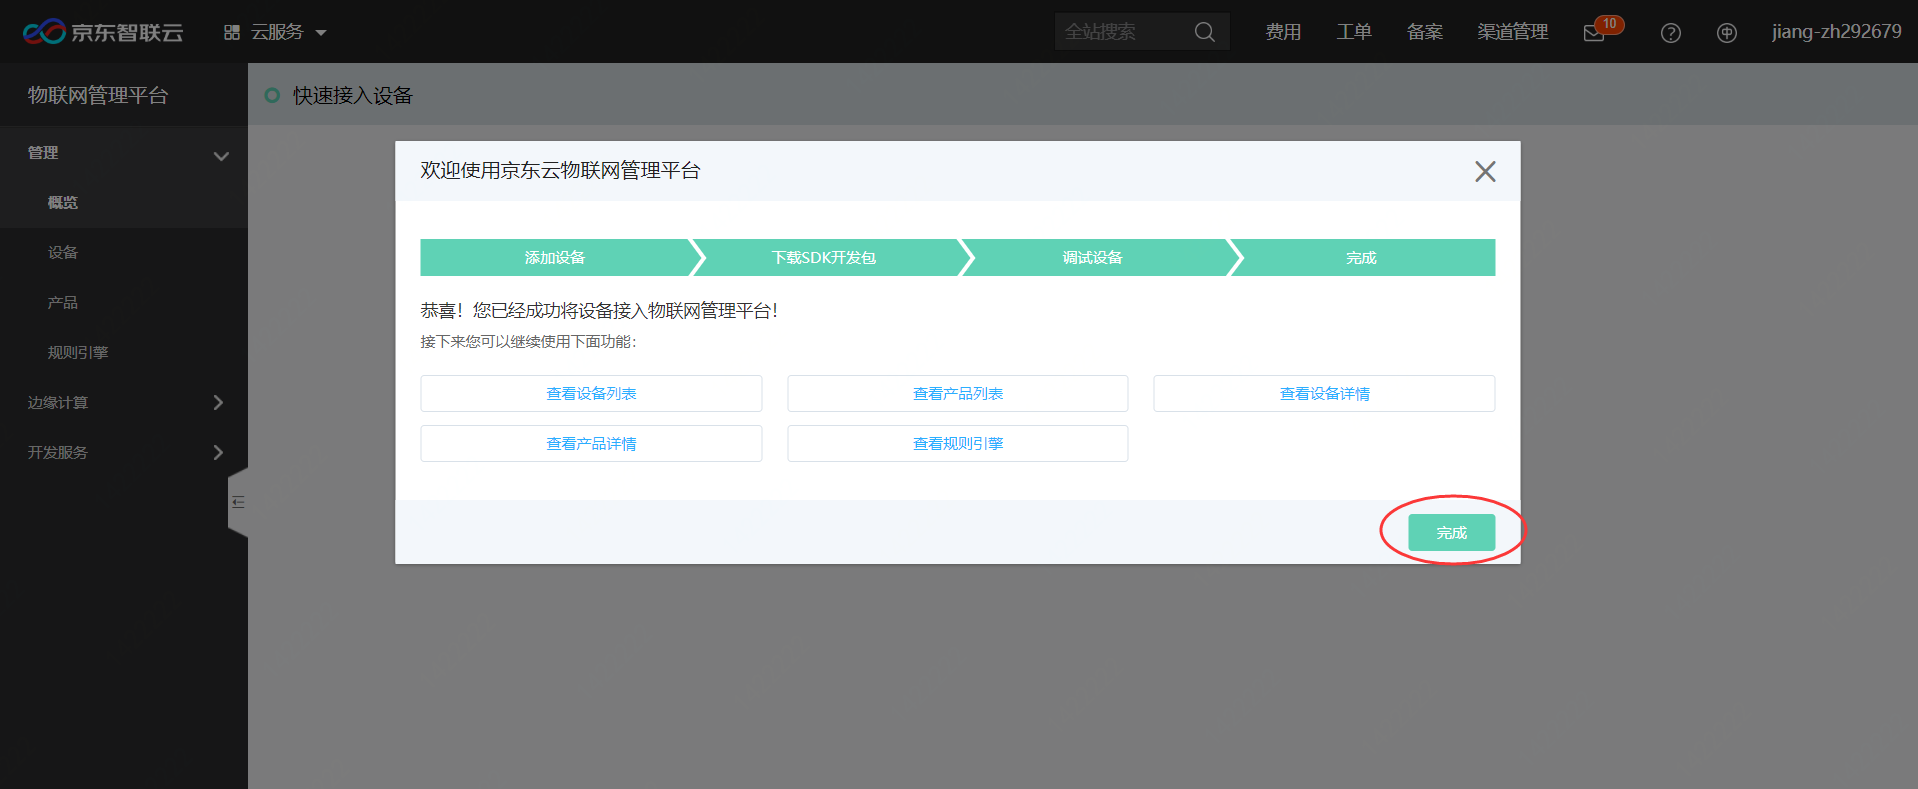 京东智联云
云服务
全站搜索
费用
工单
备案
渠道管理
10
jiang-zh292679
物联网管理平台
管理
概览
设备
产品
规则引擎
边缘计算
开发服务
快速接入设备
欢迎使用京东云物联网管理平台
添加设备
下载SDK开发包
调试设备
完成
恭喜！您已经成功将设备接入物联网管理平台！
接下来您可以继续使用下面功能：
查看设备列表
查看产品列表
查看设备详情
查看产品详情
查看规则引擎
完成